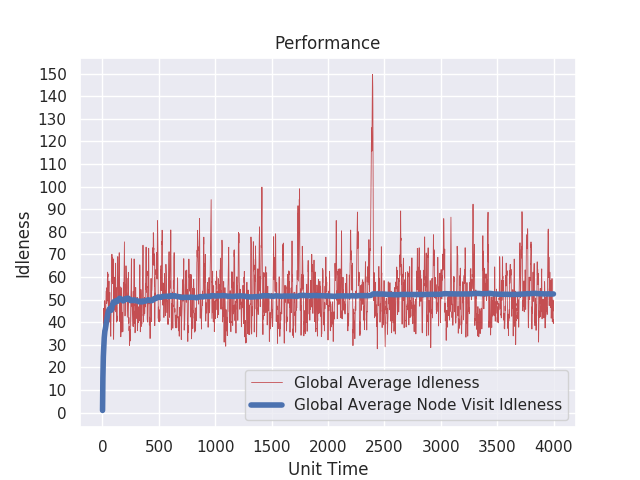 Performance
150
140
130
120
110
100
90
80
70
60
50
40
30
20
10
0
Idleness
Global Average Idleness
Global Average Node Visit Idleness
0 500 1000 1500 2000 2500 3000 3500 4000
Unit Time